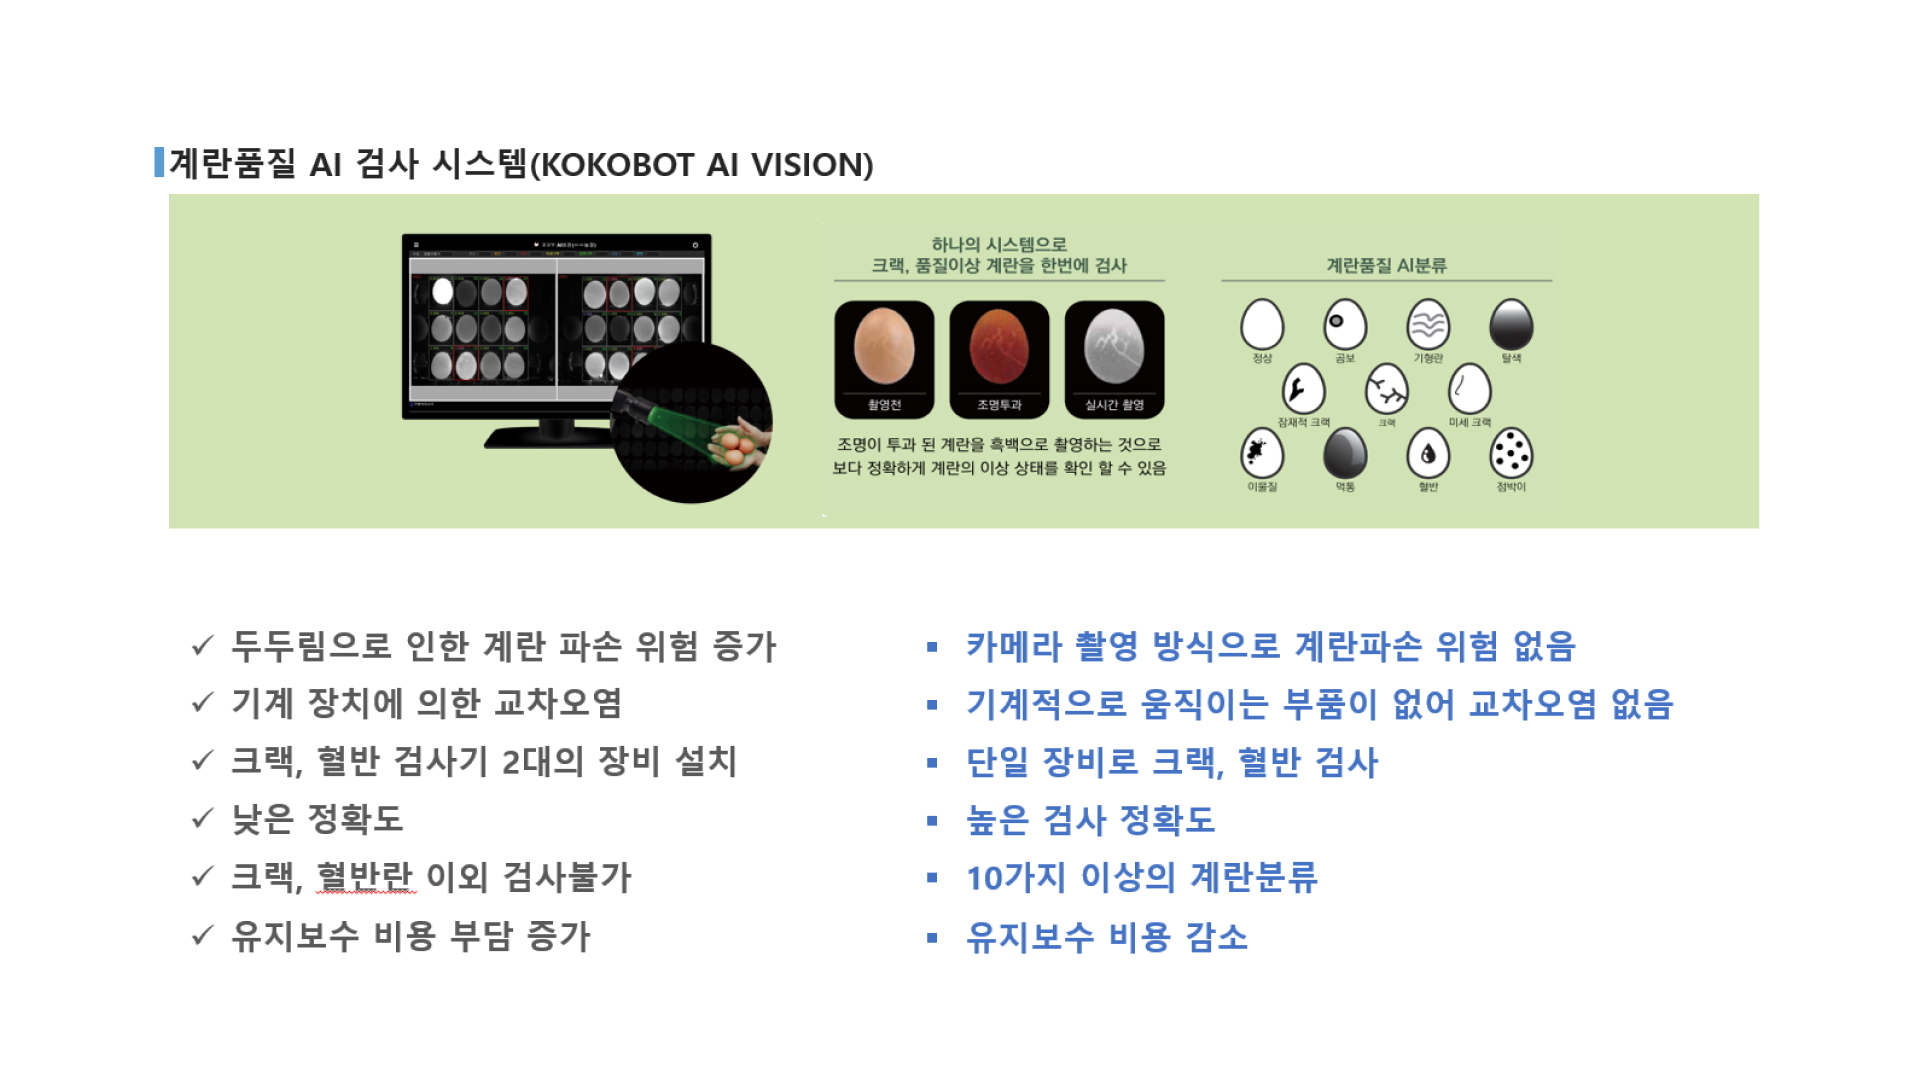 계란품질 AI 검사 시스템(KOKOBOT AI VISION)
하나의 시스템으로
크랙, 품질이상 계란을 한번에 검사
촬영전
조명투과
실시간 촬영
조명이 투과 된 계란을 흑백으로 촬영하는 것으로
보다 정확하게 계란의 이상 상태를 확인 할 수 있음
계란품질 AI분류
정상
곰보
기형란
탈색
잠재적 크랙
크랙
미세 크랙
이물질
먹통
혈반
점박이
두두림으로 인한 계란 파손 위험 증가
기계 장치에 의한 교차오염
크랙, 혈반 검사기 2대의 장비 설치
낮은 정확도
크랙, 혈반란 이외 검사불가
유지보수 비용 부담 증가
카메라 촬영 방식으로 계란파손 위험 없음
기계적으로 움직이는 부품이 없어 교차오염 없음
단일 장비로 크랙, 혈반 검사
높은 검사 정확도
10가지 이상의 계란분류
유지보수 비용 감소